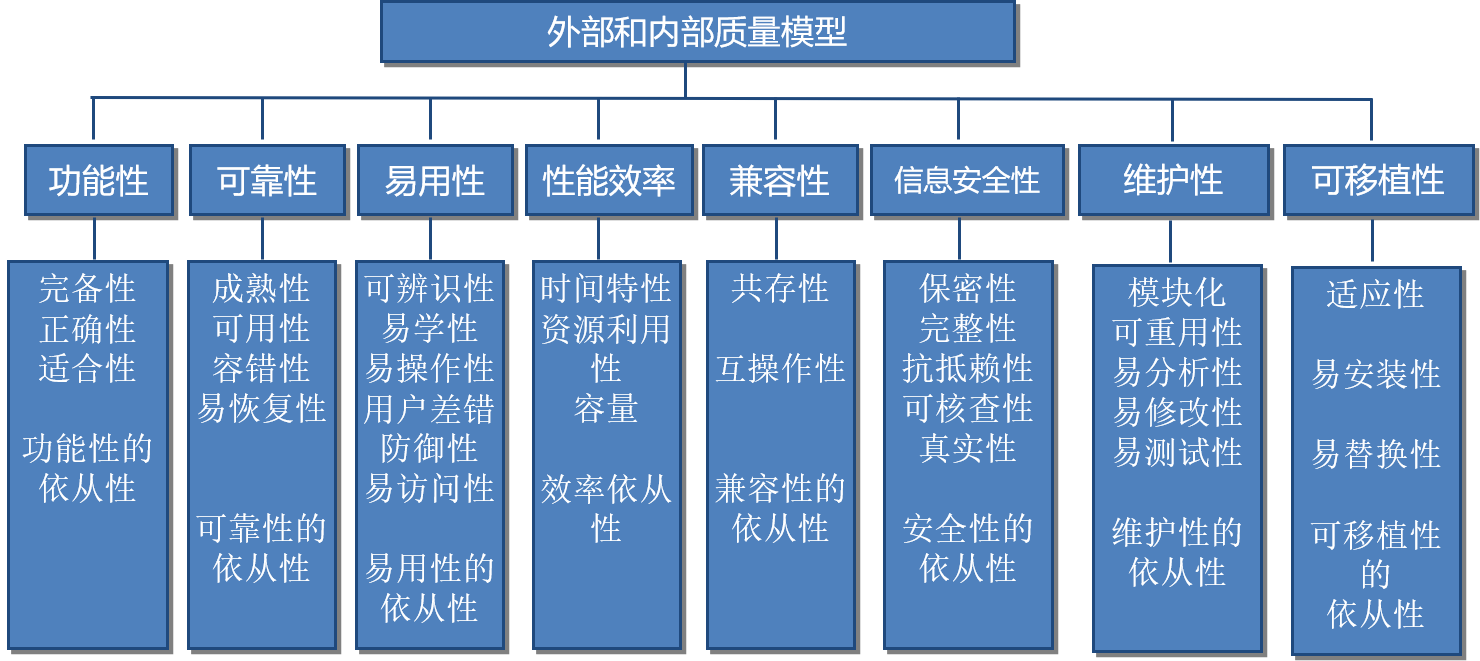 外部和内部质量模型
功能性
可靠性
易用性
性能效率
兼容性
信息安全性
维护性
可移植性
完备性
正确性
适合性
功能性的
依从性
成熟性
可用性
容错性
易恢复性
可靠性的
依从性
可辨识性
易学性
易操作性
用户差错
防御性
易访问性
易用性的
依从性
时间特性
资源利用
性
容量
效率依从
性
共存性
互操作性
兼容性的
依从性
保密性
完整性
抗抵赖性
可核查性
真实性
安全性的
依从性
模块化
可重用性
易分析性
易修改性
易测试性
维护性的
依从性
适应性
易安装性
易替换性
可移植性
的
依从性